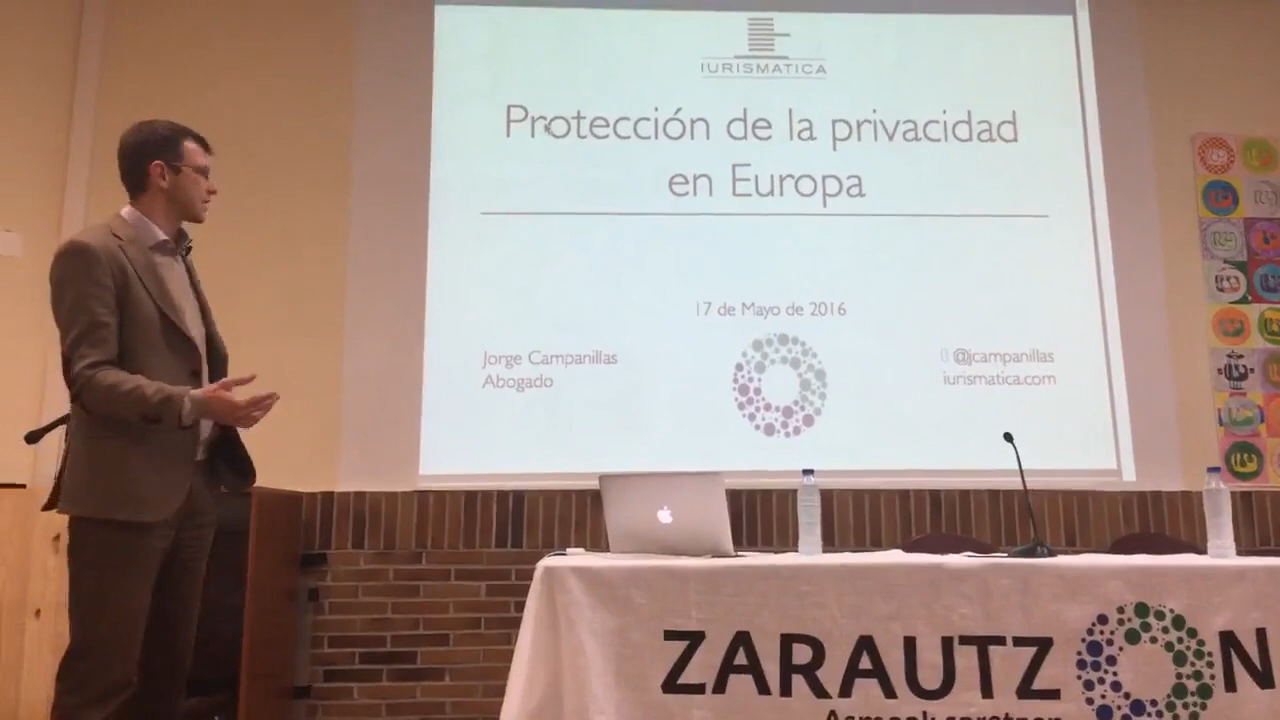 IURISMATICA
Protección de la privacidad
en Europa
17 de Mayo de 2016
Jorge Campanillas
Abogado
@jcampanillas
iurismatica.com
ZARAUTZ ON